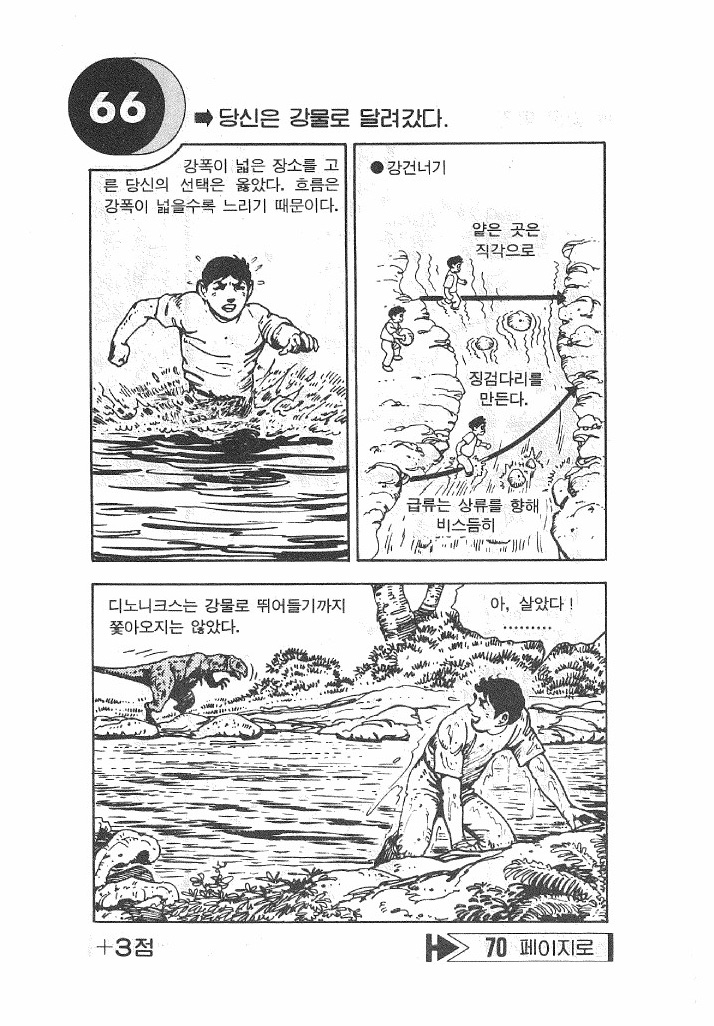 66
➡당신은 강물로 달려갔다.
강폭이 넓은 장소를 고
른 당신의 선택은 옳았다. 흐름은
강폭이 넓을수록 느리기 때문이다.
●강건너기
얕은 곳은
직각으로
징검다리를
만든다.
급류는 상류를 향해
비스듬히
디노니크스는 강물로 뛰어들기까지
쫓아오지는 않았다.
아, 살았다!
………
+3점
70 페이지로